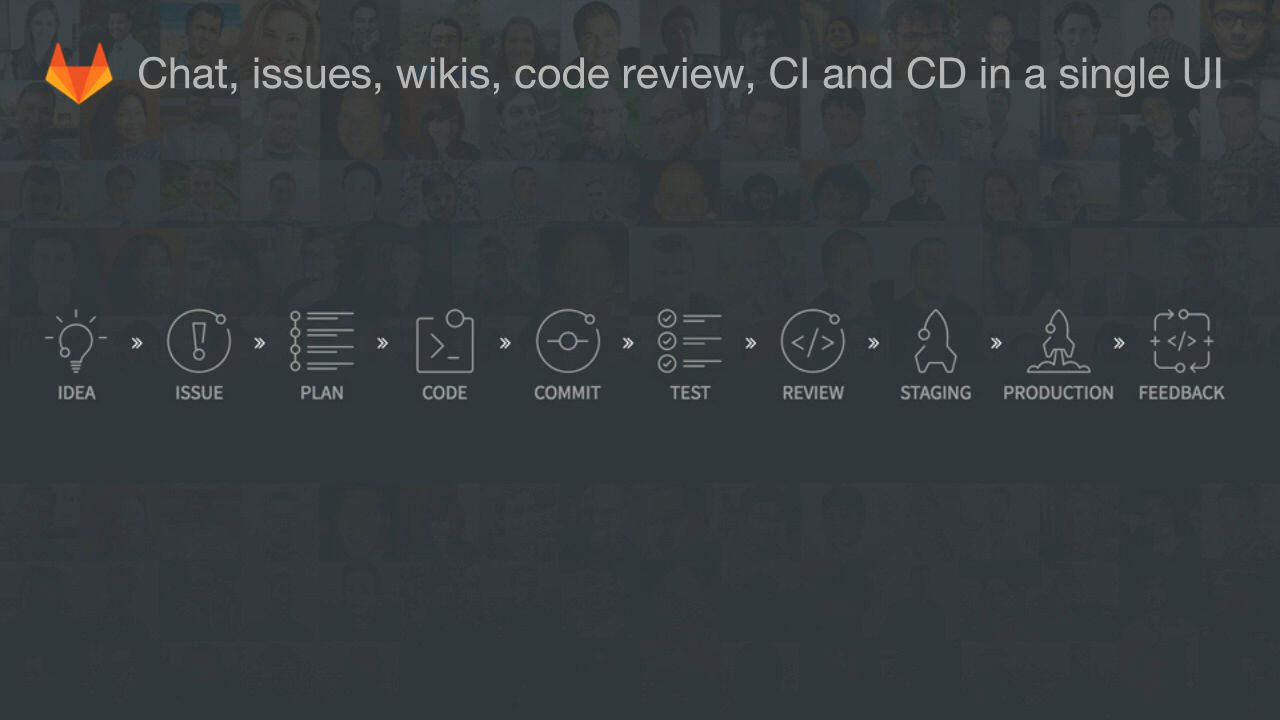 Chat, issues, wikis, code review, CI and CD in a single UI
IDEA » ISSUE » PLAN » CODE » COMMIT » TEST » REVIEW » STAGING » PRODUCTION » FEEDBACK